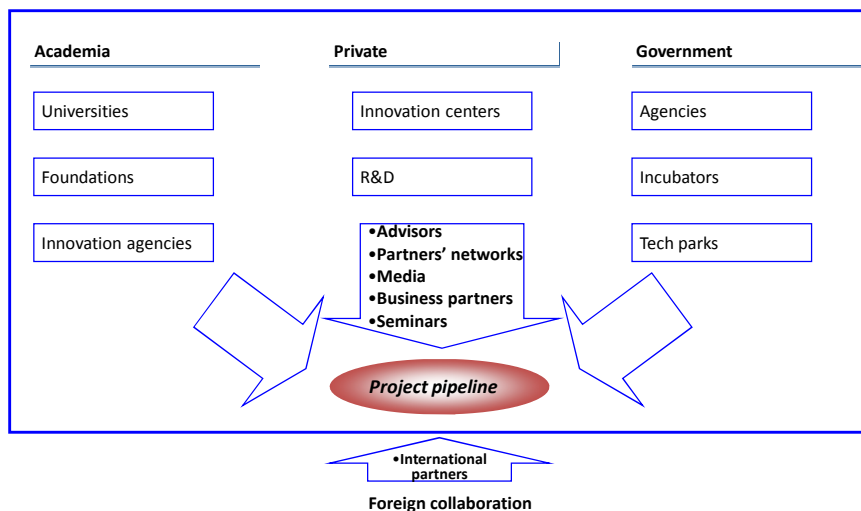 Academia
Private
Government
Universities
Innovation centers
Agencies
Foundations
R&D
Incubators
Innovation agencies
•Advisors
•Partners’ networks
•Media
•Business partners
•Seminars
Tech parks
Project pipeline
•International
partners
Foreign collaboration